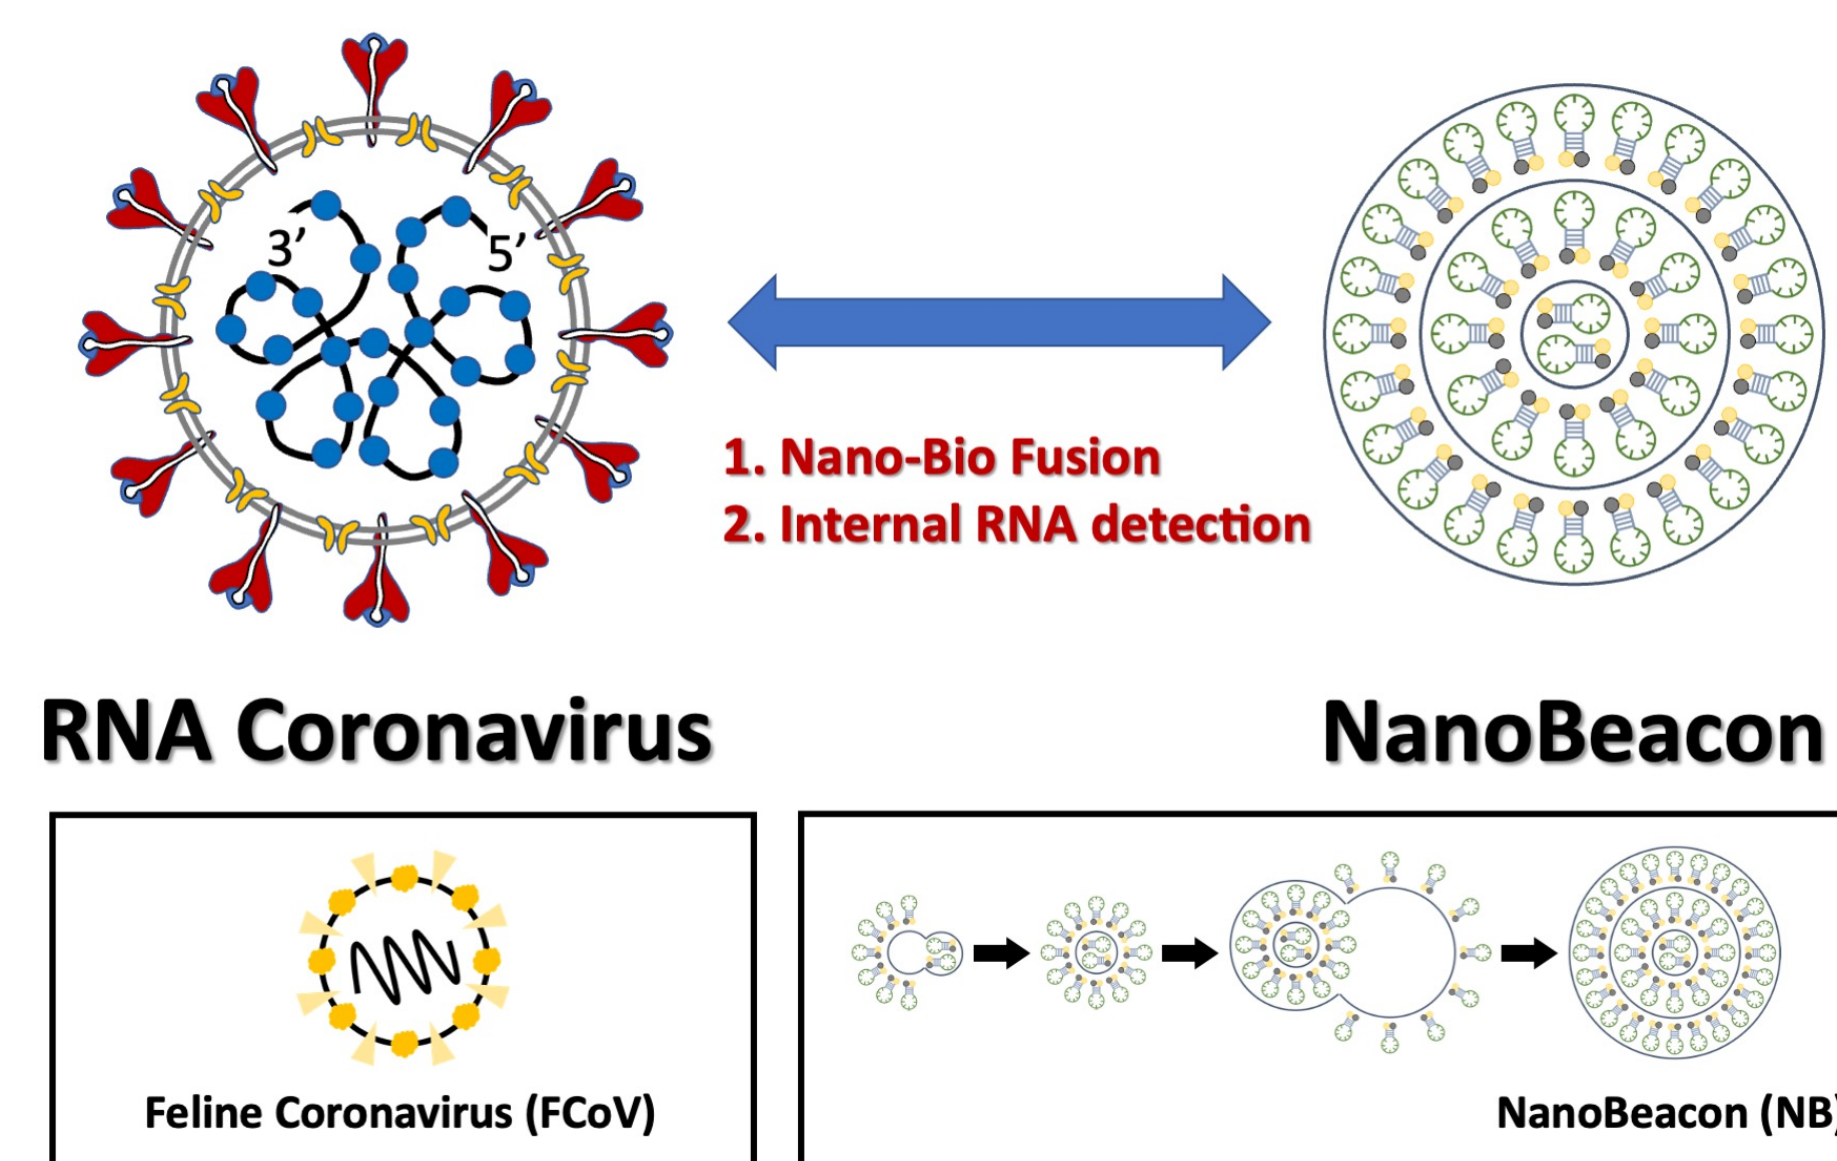 3’
5’
1. Nano-Bio Fusion
2. Internal RNA detection
RNA Coronavirus
NanoBeacon
Feline Coronavirus (FCoV)
NanoBeacon (NB)